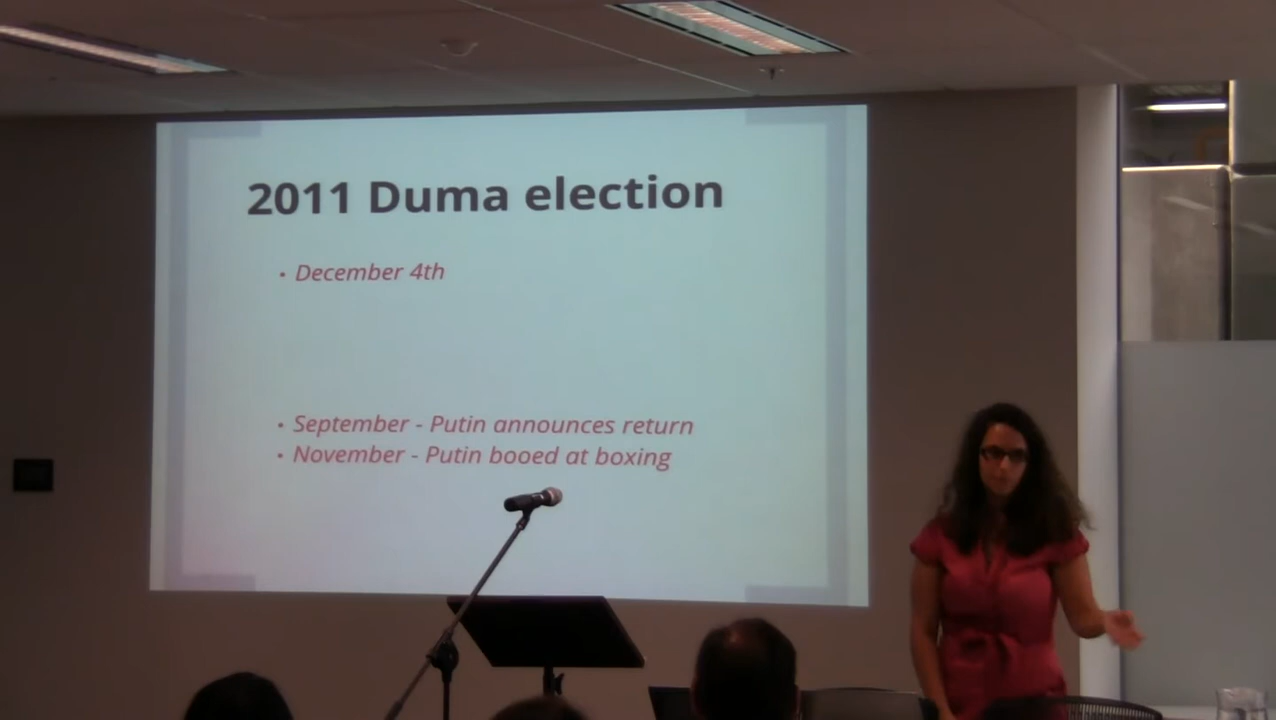 2011 Duma election
• December 4th
• September - Putin announces return
• November - Putin booed at boxing